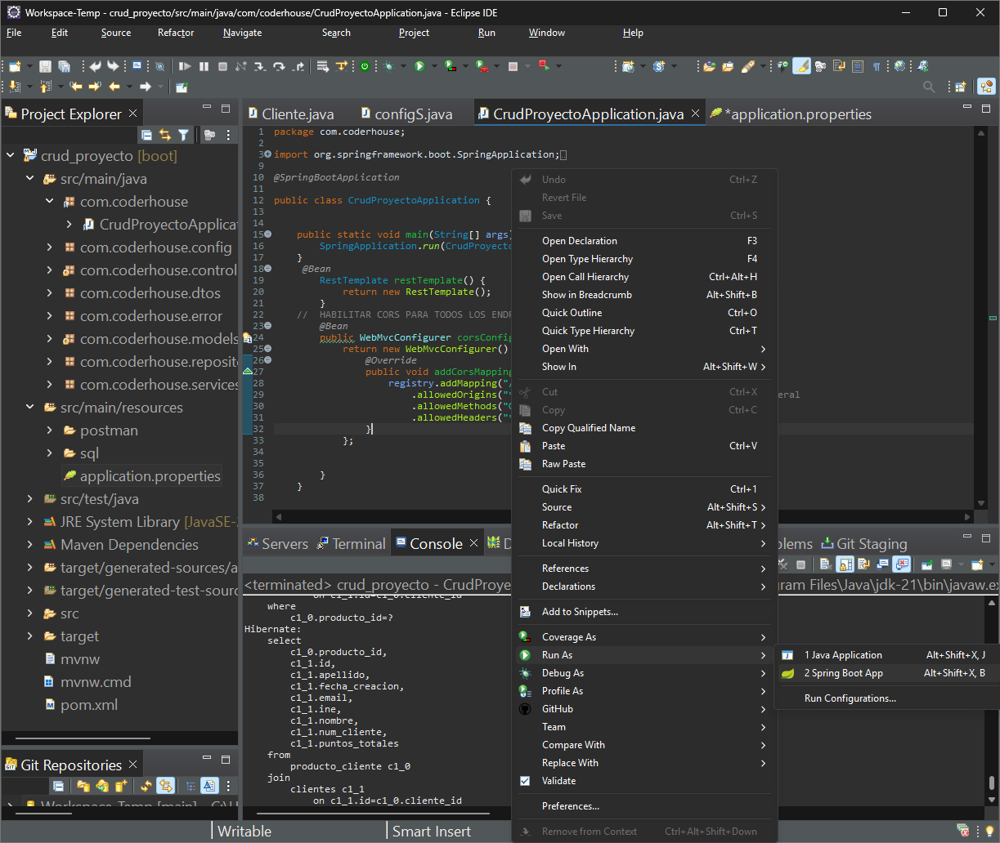 Workspace-Temp - crud_proyecto/src/main/java/com/coderhouse/CrudProyectoApplication.java - Eclipse IDE
File Edit Source Refactor Navigate Search Project Run Window Help
Project Explorer
crud_proyecto [boot]
src/main/java
com.coderhouse
CrudProyectoApplicat
com.coderhouse.config
com.coderhouse.control
com.coderhouse.dtos
com.coderhouse.error
com.coderhouse.models
com.coderhouse.reposit
com.coderhouse.services
src/main/resources
postman
sql
application.properties
src/test/java
JRE System Library [JavaSE-
Maven Dependencies
target/generated-sources/a
target/generated-test-sourc
src
target
mvnw
mvnw.cmd
pom.xml
Git Repositories
Workspace-Temp [main]
Cliente.java configS.java CrudProyectoApplication.java *application.properties
1 package com.coderhouse;
2
3 import org.springframework.boot.SpringApplication;
9
10 @SpringBootApplication
11
12 public class CrudProyectoApplication {
13
14
15 public static void main(String[] args)
16 SpringApplication.run(CrudProyecto
17 }
18 @Bean
19 RestTemplate restTemplate() {
20 return new RestTemplate();
21 }
22 // HABILITAR CORS PARA TODOS LOS ENDP
23 @Bean
24 public WebMvcConfigurer corsConfig
25 return new WebMvcConfigurer()
26 @Override
27 public void addCorsMapping
28 registry.addMapping("/
29 .allowedOrigins("* eral
30 .allowedMethods("G
31 .allowedHeaders("*
32 }
33 };
34
35
36 }
37 }
38
Servers Terminal Console D blems Git Staging
<terminated> crud_proyecto - CrudProye gram Files\Java\jdk-21\bin\javaw.ex
on c1_1.id=c1_0.cliente_id
where
c1_0.producto_id=?
Hibernate:
select
c1_0.producto_id,
c1_1.id,
c1_1.apellido,
c1_1.fecha_creacion,
c1_1.email,
c1_1.ine,
c1_1.nombre,
c1_1.num_cliente,
c1_1.puntos_totales
from
producto_cliente c1_0
join
clientes c1_1
on c1_1.id=c1_0.cliente_id
Undo Ctrl+Z
Revert File
Save Ctrl+S
Open Declaration F3
Open Type Hierarchy F4
Open Call Hierarchy Ctrl+Alt+H
Show in Breadcrumb Alt+Shift+B
Quick Outline Ctrl+O
Quick Type Hierarchy Ctrl+T
Open With
Show In Alt+Shift+W
Cut Ctrl+X
Copy Ctrl+C
Copy Qualified Name
Paste Ctrl+V
Raw Paste
Quick Fix Ctrl+1
Source Alt+Shift+S
Refactor Alt+Shift+T
Local History
References
Declarations
Add to Snippets...
Coverage As
Run As
Debug As
Profile As
GitHub
Team
Compare With
Replace With
Validate
Preferences...
Remove from Context Ctrl+Alt+Shift+Down
1 Java Application Alt+Shift+X, J
2 Spring Boot App Alt+Shift+X, B
Run Configurations...
Writable Smart Insert